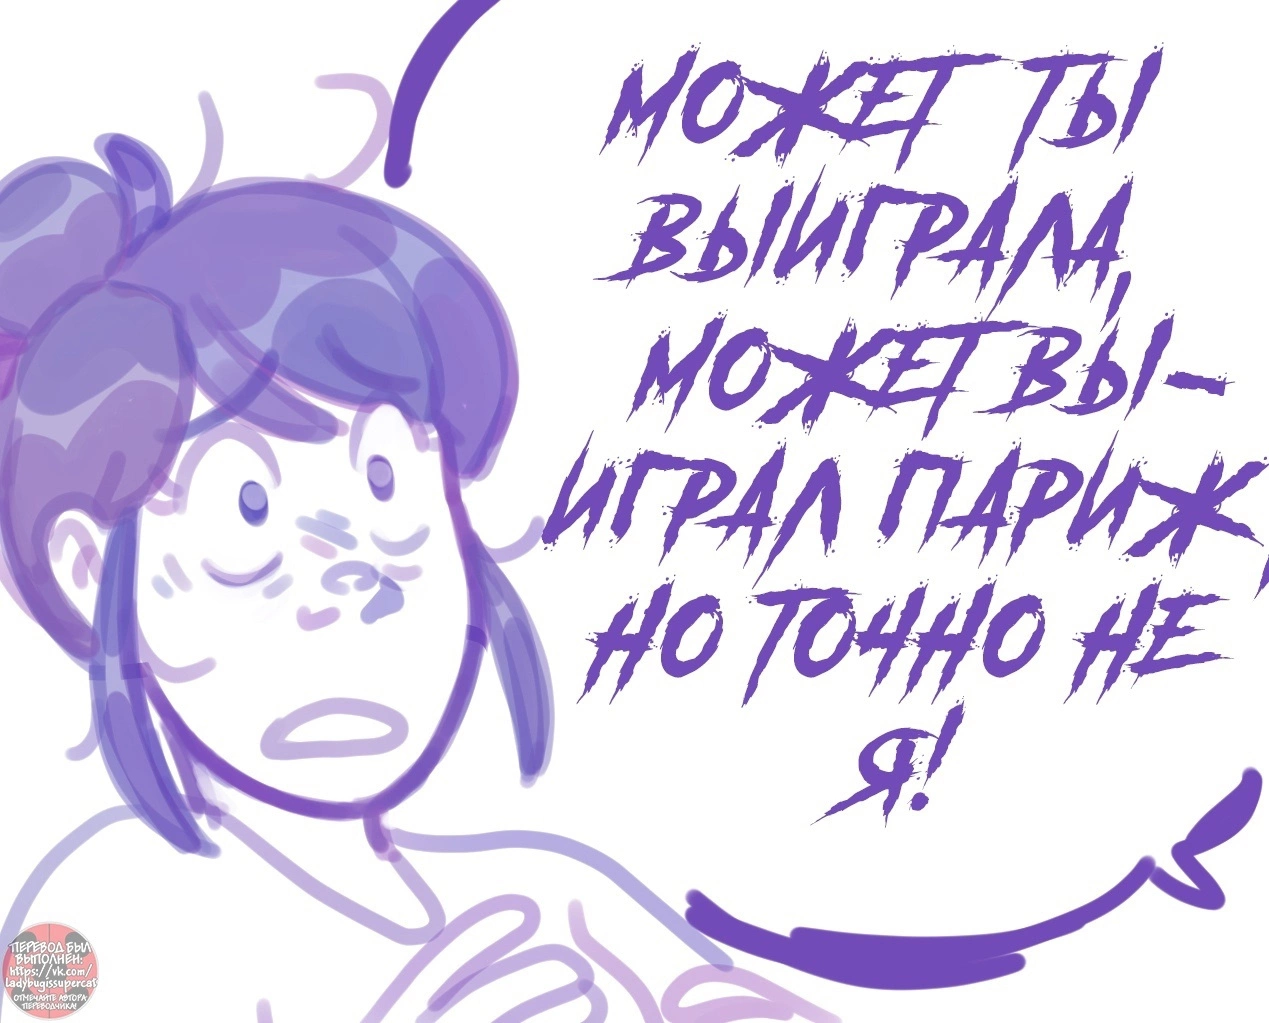 МОЖЕТ ТЫ
ВЫИГРАЛА,
МОЖЕТ ВЫ-
ИГРАЛ ПАРИЖ,
НО ТОЧНО НЕ
Я!
ПЕРЕВОД БЫЛ
ВЫПОЛНЕН:
https://vk.com/
ladybugissupercat
ОТМЕЧАЙТЕ АВТОРА
ПЕРЕВОДЧИКА!